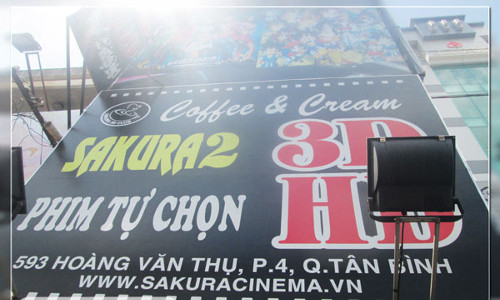 Coffee & Cream
SAKURA2
3D
HD
PHIM TỰ CHỌN
593 HOÀNG VĂN THỤ, P.4, Q.TÂN BÌNH
WWW.SAKURACINEMA.VN